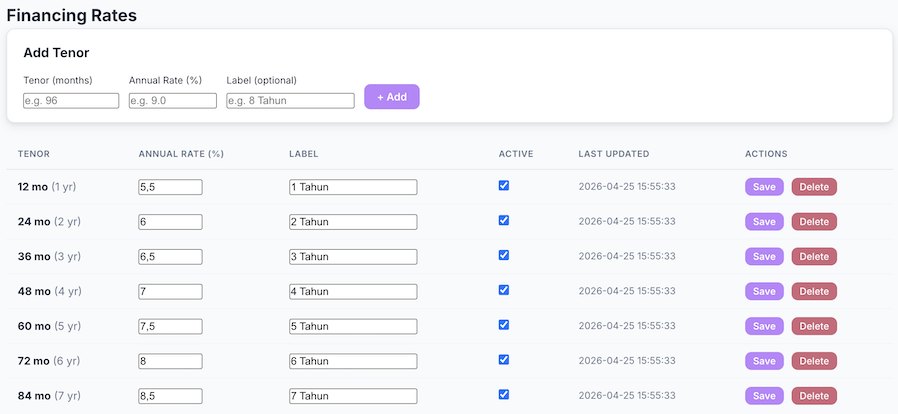 Financing Rates
Add Tenor
Tenor (months) Annual Rate (%) Label (optional)
e.g. 96 e.g. 9.0 e.g. 8 Tahun + Add
TENOR ANNUAL RATE (%) LABEL ACTIVE LAST UPDATED ACTIONS
12 mo (1 yr) 5,5 1 Tahun 2026-04-25 15:55:33 Save Delete
24 mo (2 yr) 6 2 Tahun 2026-04-25 15:55:33 Save Delete
36 mo (3 yr) 6,5 3 Tahun 2026-04-25 15:55:33 Save Delete
48 mo (4 yr) 7 4 Tahun 2026-04-25 15:55:33 Save Delete
60 mo (5 yr) 7,5 5 Tahun 2026-04-25 15:55:33 Save Delete
72 mo (6 yr) 8 6 Tahun 2026-04-25 15:55:33 Save Delete
84 mo (7 yr) 8,5 7 Tahun 2026-04-25 15:55:33 Save Delete